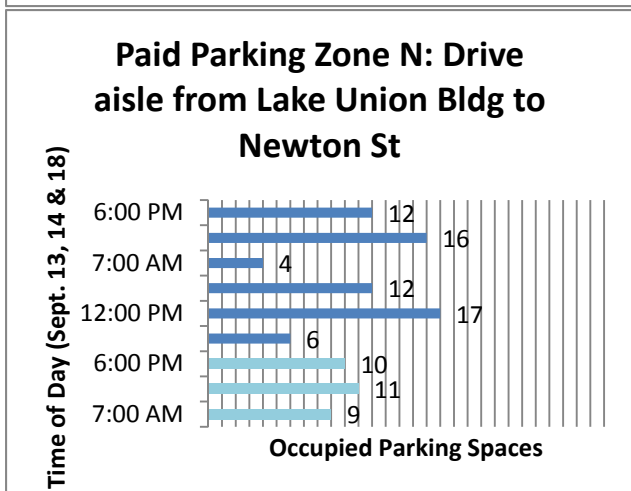 Paid Parking Zone N: Drive
aisle from Lake Union Bldg to
Newton St
Time of Day (Sept. 13, 14 & 18)
6:00 PM
12
16
7:00 AM
4
12
12:00 PM
17
6
6:00 PM
10
11
7:00 AM
9
Occupied Parking Spaces